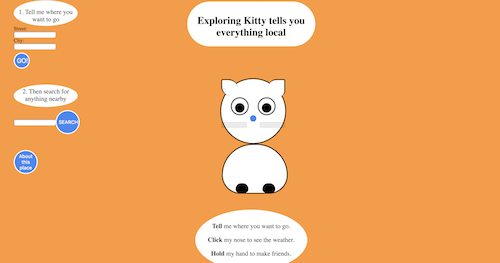 1. Tell me where you
want to go
Street:
City:
GO!
2. Then search for
anything nearby
SEARCH
About
this
place
Exploring Kitty tells you
everything local
Tell me where you want to go.
Click my nose to see the weather.
Hold my hand to make friends.